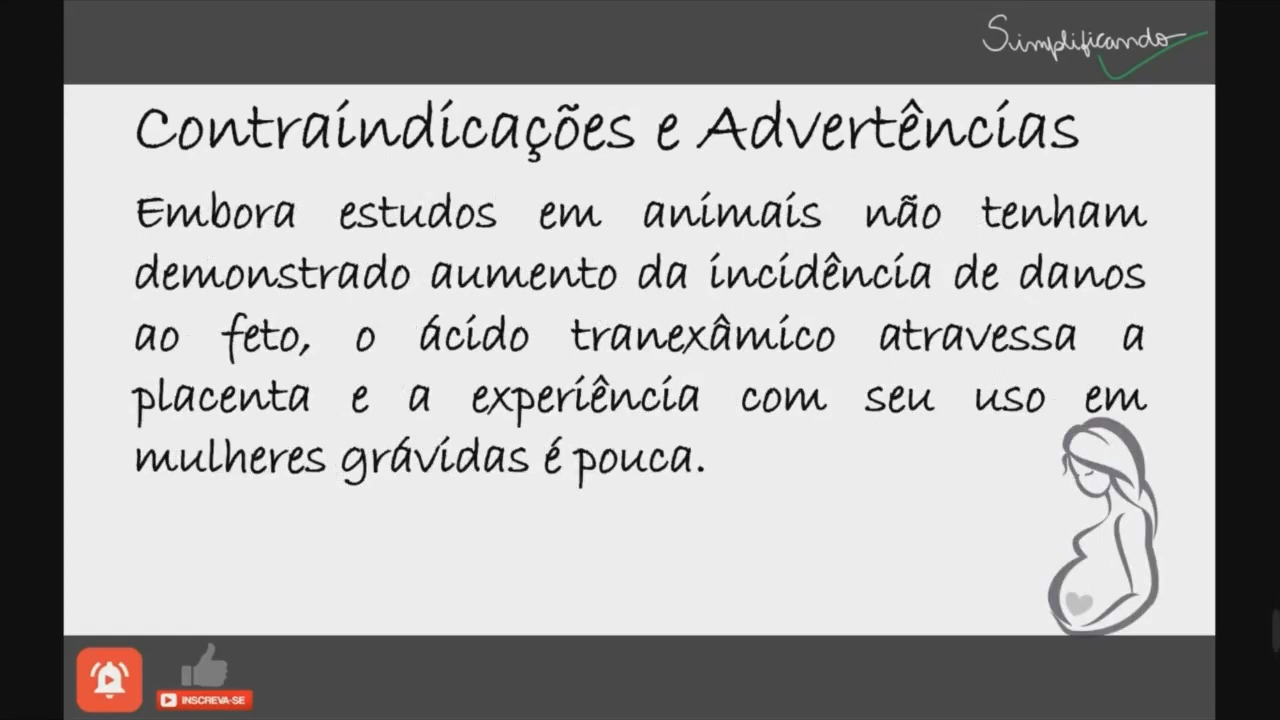 Simplificando
Contraindicações e Advertências
Embora estudos em animais não tenham
demonstrado aumento da incidência de danos
ao feto, o ácido tranexâmico atravessa a
placenta e a experiência com seu uso em
mulheres grávidas é pouca.
INSCREVA-SE